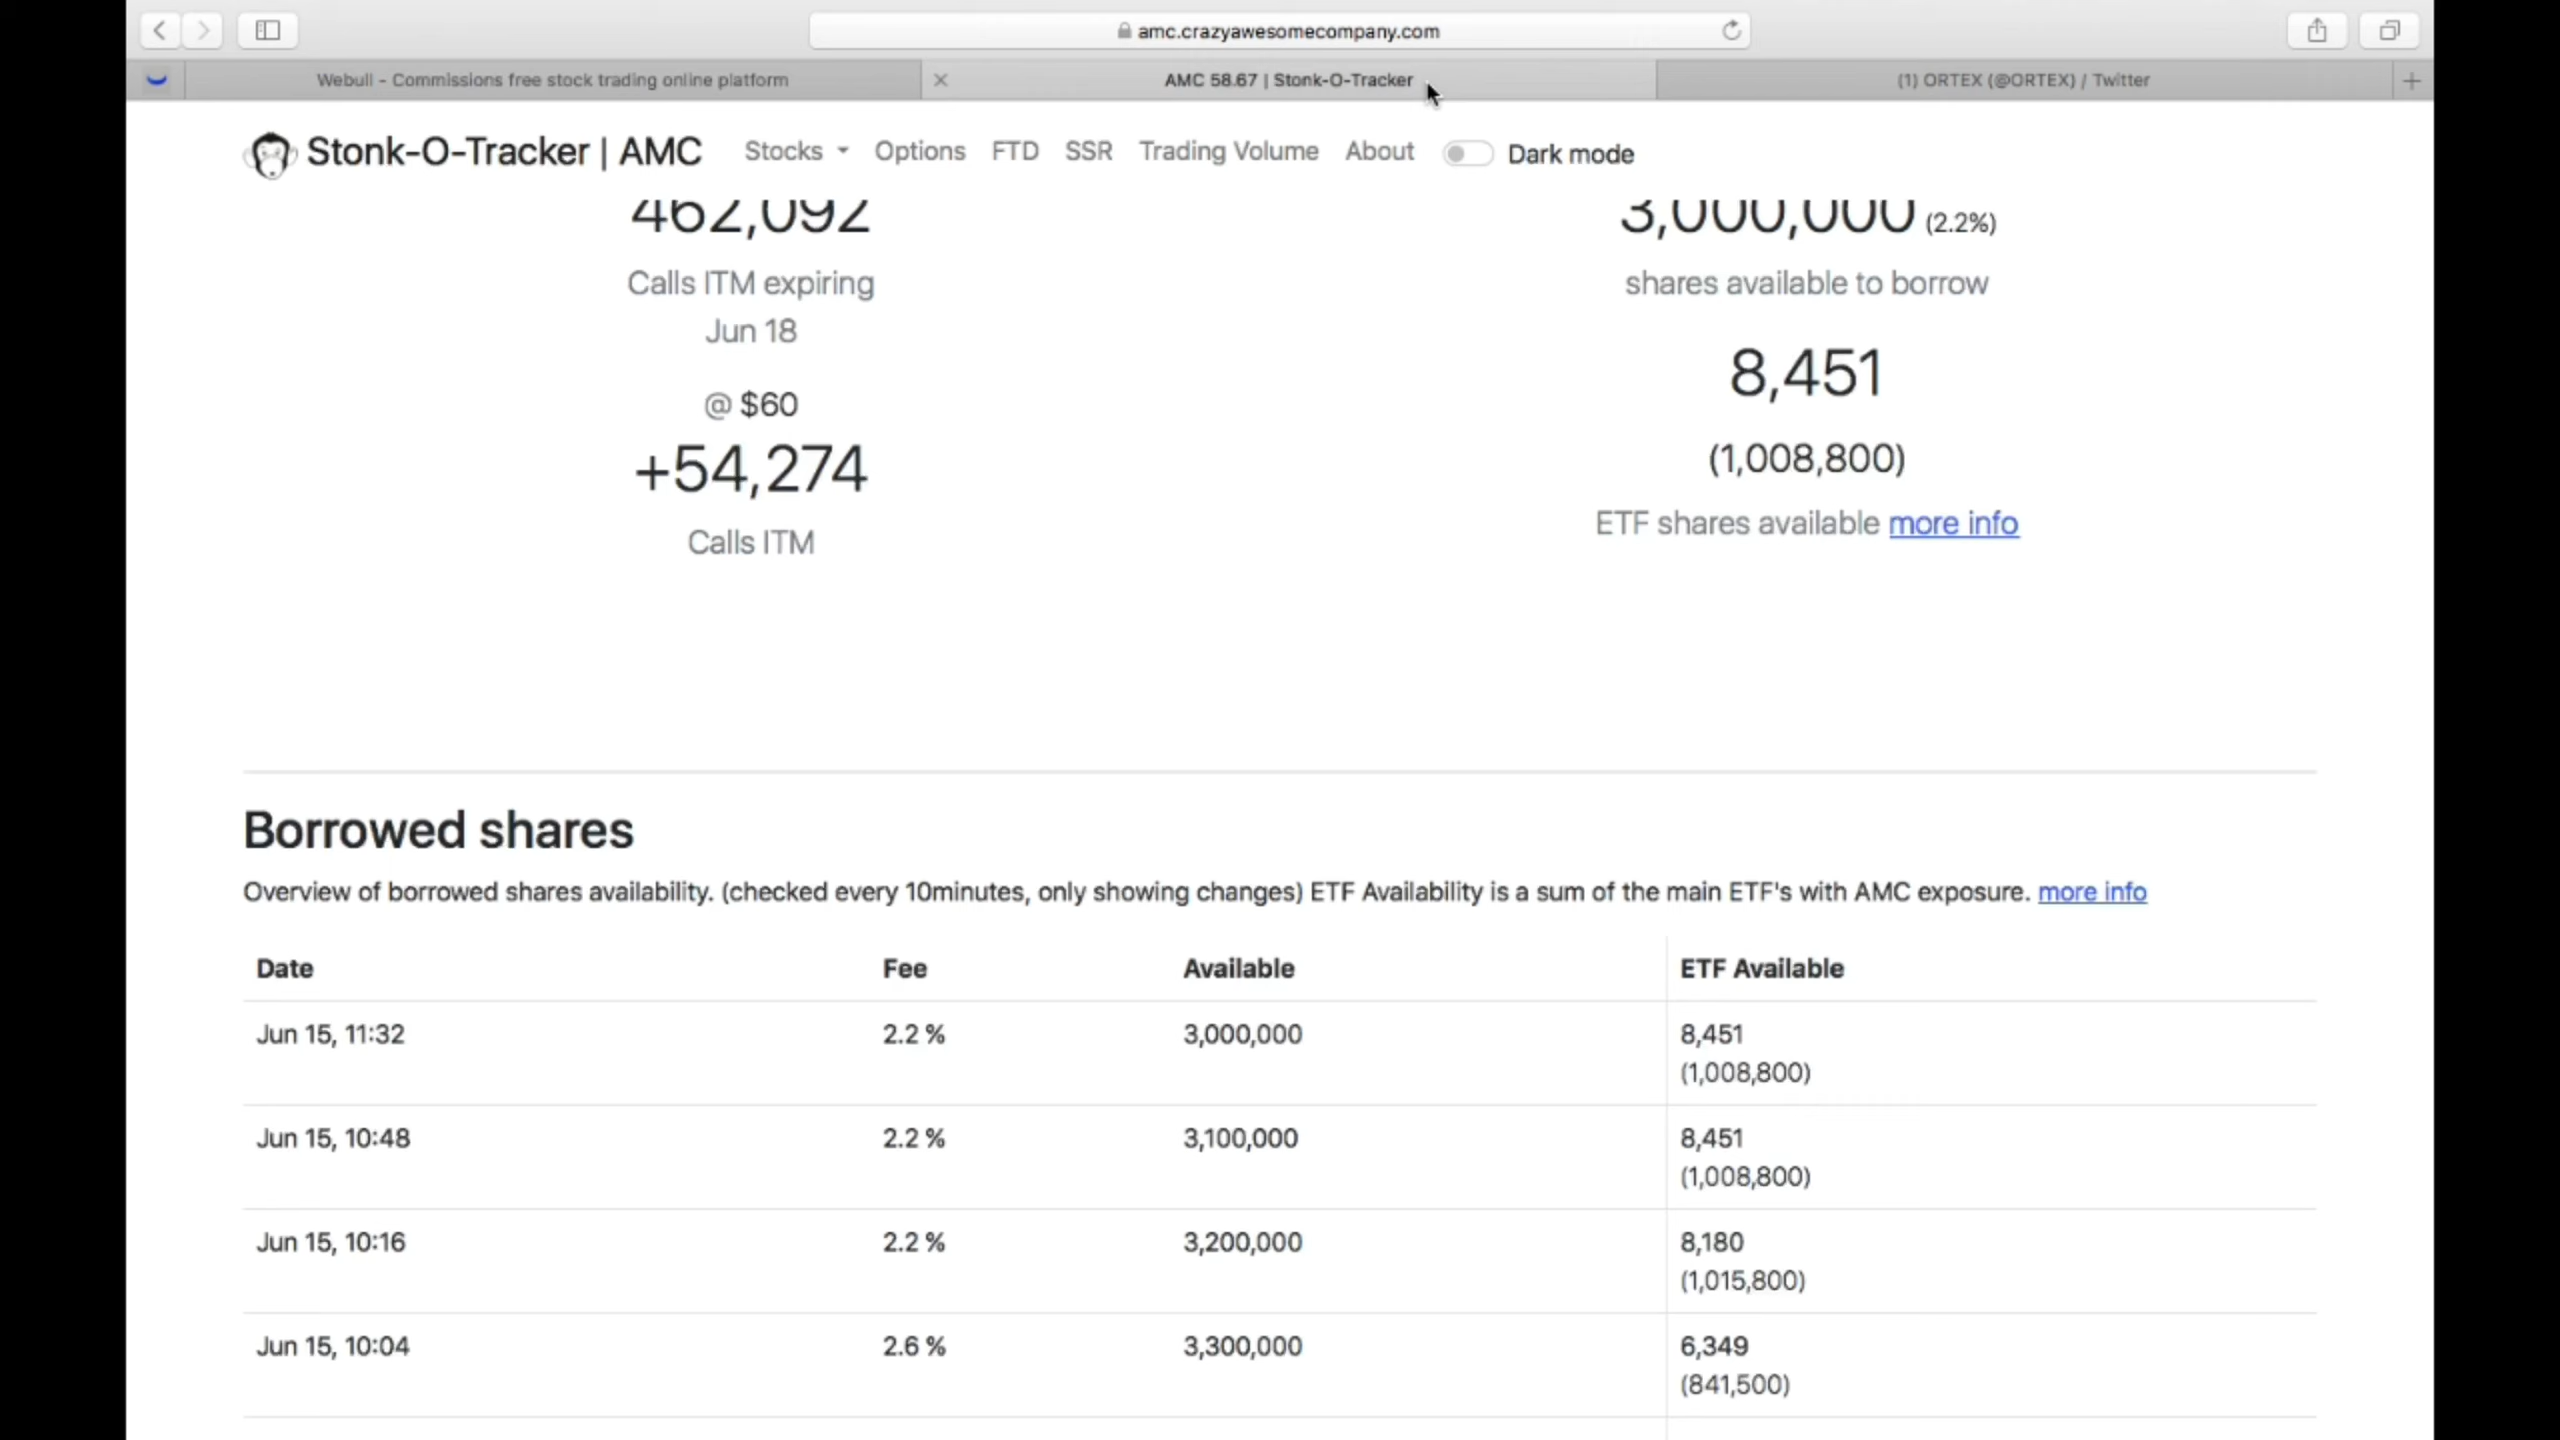 amc.crazyawesomecompany.com
Webull - Commissions free stock trading online platform
AMC 58.67 | Stonk-O-Tracker
(1) ORTEX (@ORTEX) / Twitter
Stonk-O-Tracker | AMC
Stocks
Options
FTD
SSR
Trading Volume
About
Dark mode
462,092
Calls ITM expiring
Jun 18
@ $60
+54,274
Calls ITM
3,000,000 (2.2%)
shares available to borrow
8,451
(1,008,800)
ETF shares available more info
Borrowed shares
Overview of borrowed shares availability. (checked every 10minutes, only showing changes) ETF Availability is a sum of the main ETF's with AMC exposure. more info
Date Fee Available ETF Available
Jun 15, 11:32 2.2 % 3,000,000 8,451
(1,008,800)
Jun 15, 10:48 2.2 % 3,100,000 8,451
(1,008,800)
Jun 15, 10:16 2.2 % 3,200,000 8,180
(1,015,800)
Jun 15, 10:04 2.6 % 3,300,000 6,349
(841,500)